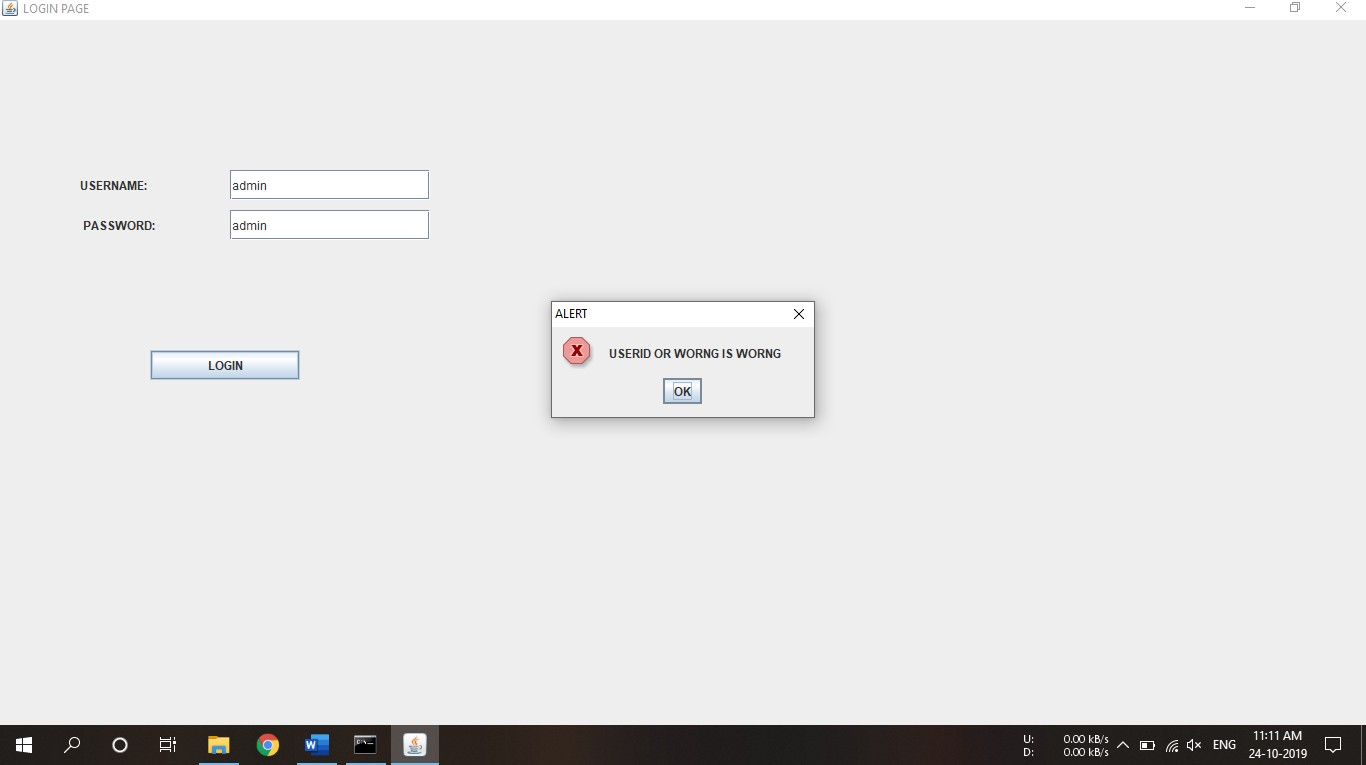 LOGIN PAGE
USERNAME: admin
PASSWORD: admin
LOGIN
ALERT
X
USERID OR WORNG IS WORNG
OK
W
C:\._
U: 0.00 kB/s
D: 0.00 kB/s
ENG
11:11 AM
24-10-2019